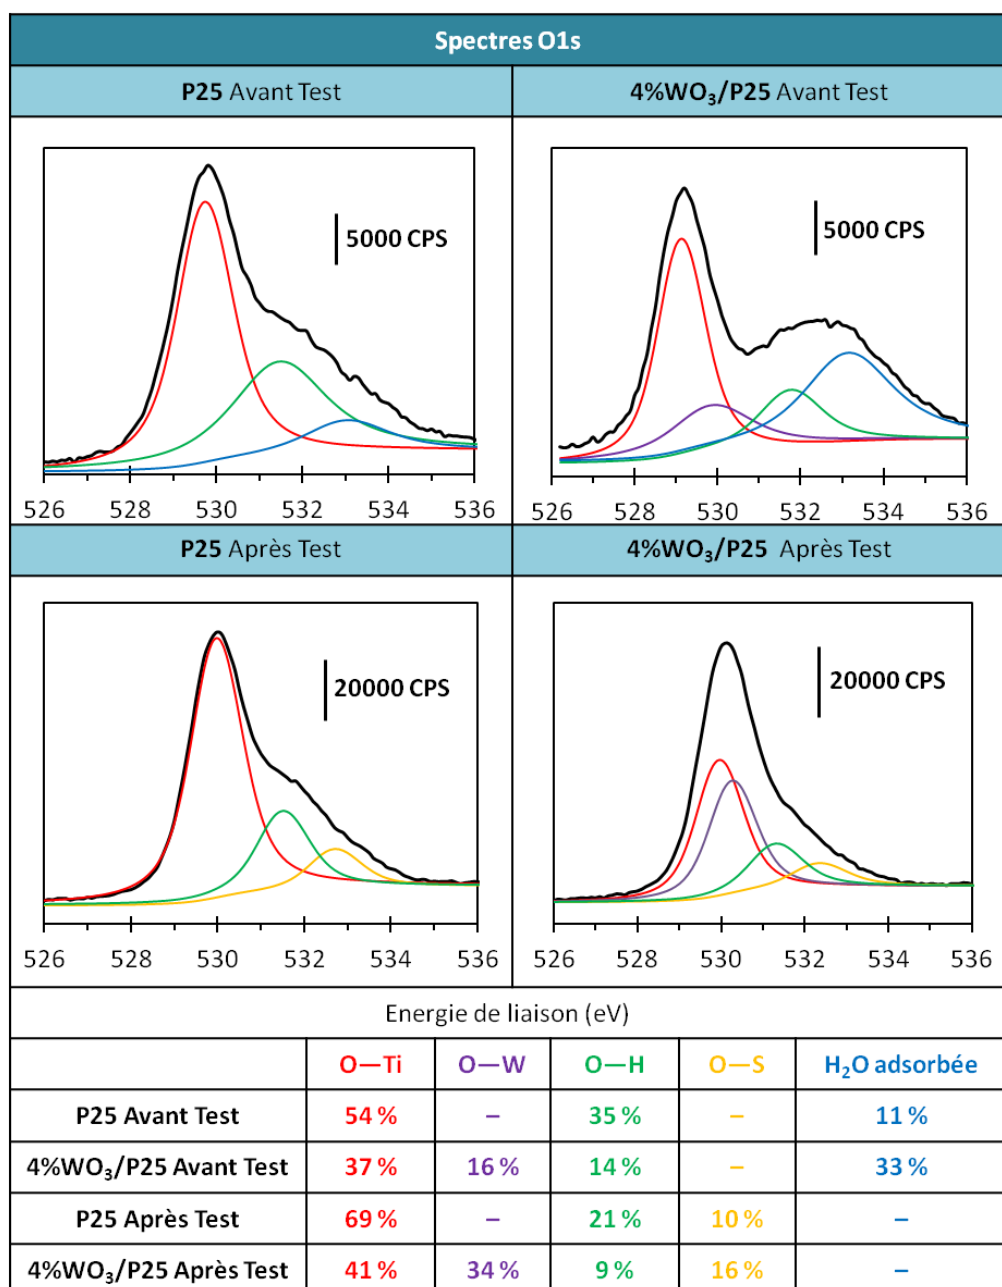 Spectres O1s
P25 Avant Test
4%WO₃/P25 Avant Test
5000 CPS
5000 CPS
526 528 530 532 534 536
526 528 530 532 534 536
P25 Après Test
4%WO₃/P25 Après Test
20000 CPS
20000 CPS
526 528 530 532 534 536
526 528 530 532 534 536
Energie de liaison (eV)
O—Ti O—W O—H O—S H₂O adsorbée
P25 Avant Test 54 % – 35 % – 11 %
4%WO₃/P25 Avant Test 37 % 16 % 14 % – 33 %
P25 Après Test 69 % – 21 % 10 % –
4%WO₃/P25 Après Test 41 % 34 % 9 % 16 % –